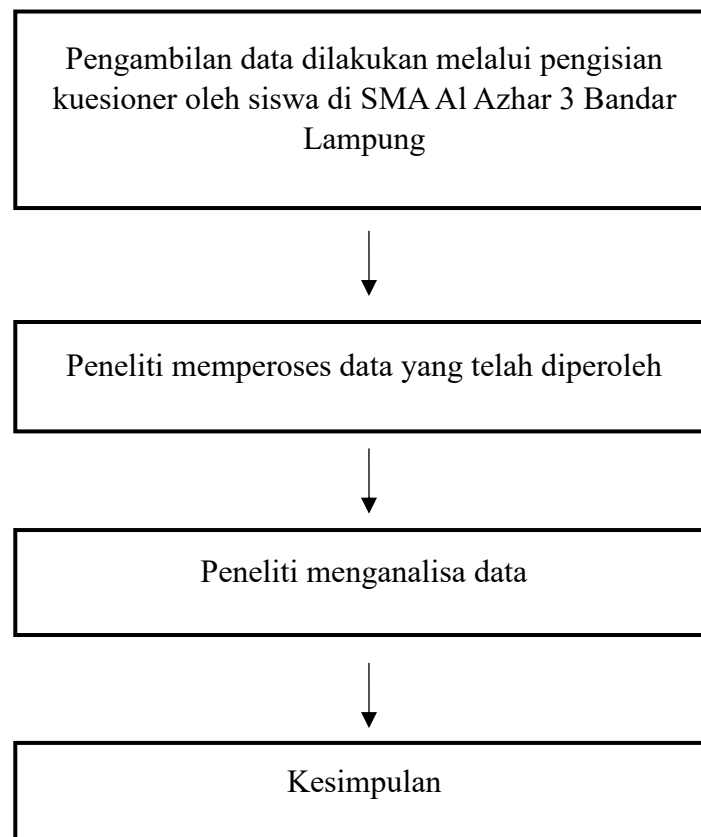 Pengambilan data dilakukan melalui pengisian
kuesioner oleh siswa di SMA Al Azhar 3 Bandar
Lampung
Peneliti memperoses data yang telah diperoleh
Peneliti menganalisa data
Kesimpulan